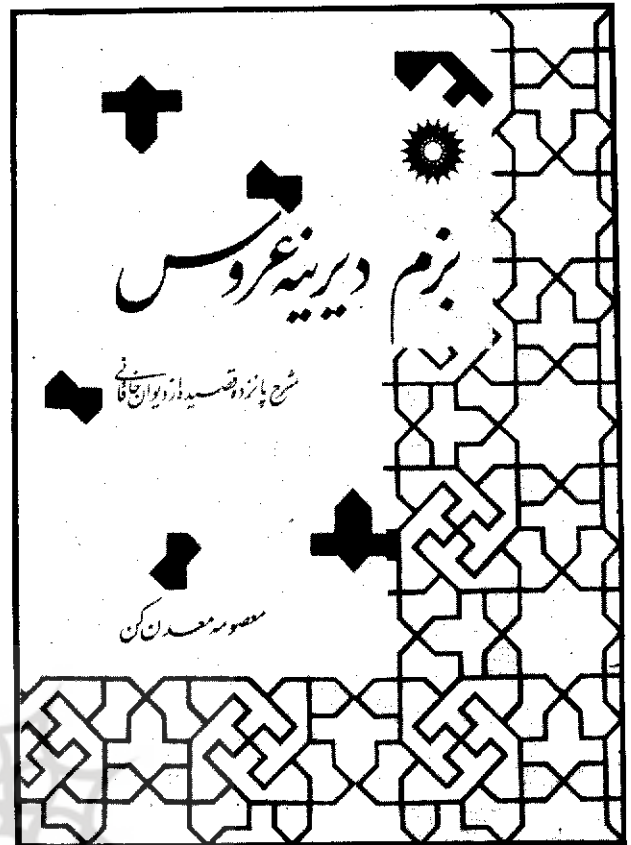 بزم دیرینه عروس
شرح پانزده قصیده از دیوان خاقانی
معصومه معدن‌کن